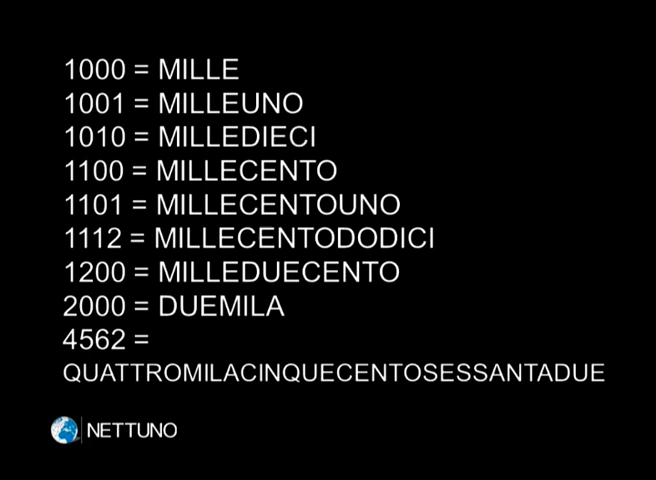 1000 = MILLE
1001 = MILLEUNO
1010 = MILLEDIECI
1100 = MILLECENTO
1101 = MILLECENTOUNO
1112 = MILLECENTODODICI
1200 = MILLEDUECENTO
2000 = DUEMILA
4562 =
QUATTROMILACINQUECENTOSESSANTADUE
NETTUNO